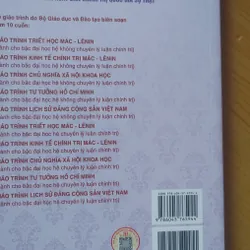 giáo trình do Bộ Giáo dục và Đào tạo biên soạn
m 10 cuốn:
ÁO TRÌNH TRIẾT HỌC MÁC - LÊNIN
ành cho bậc đại học hệ chuyên lý luận chính trị)
ÁO TRÌNH KINH TẾ CHÍNH TRỊ MÁC - LÊNIN
ành cho bậc đại học hệ không chuyên lý luận chính trị)
ÁO TRÌNH CHỦ NGHĨA XÃ HỘI KHOA HỌC
ành cho bậc đại học hệ chuyên lý luận chính trị)
ÁO TRÌNH TƯ TƯỞNG HỒ CHÍ MINH
ành cho bậc đại học hệ không chuyên lý luận chính trị)
ÁO TRÌNH LỊCH SỬ ĐẢNG CỘNG SẢN VIỆT NAM
ành cho bậc đại học hệ chuyên lý luận chính trị)
ÁO TRÌNH TRIẾT HỌC MÁC - LÊNIN
ành cho bậc đại học hệ không chuyên lý luận chính trị)
ÁO TRÌNH KINH TẾ CHÍNH TRỊ MÁC - LÊNIN
ành cho bậc đại học hệ chuyên lý luận chính trị)
ÁO TRÌNH CHỦ NGHĨA XÃ HỘI KHOA HỌC
ành cho bậc đại học hệ không chuyên lý luận chính trị)
ÁO TRÌNH TƯ TƯỞNG HỒ CHÍ MINH
ành cho bậc đại học hệ chuyên lý luận chính trị)
ÁO TRÌNH LỊCH SỬ ĐẢNG CỘNG SẢN VIỆT NAM
ành cho bậc đại học hệ không chuyên lý luận chính trị)